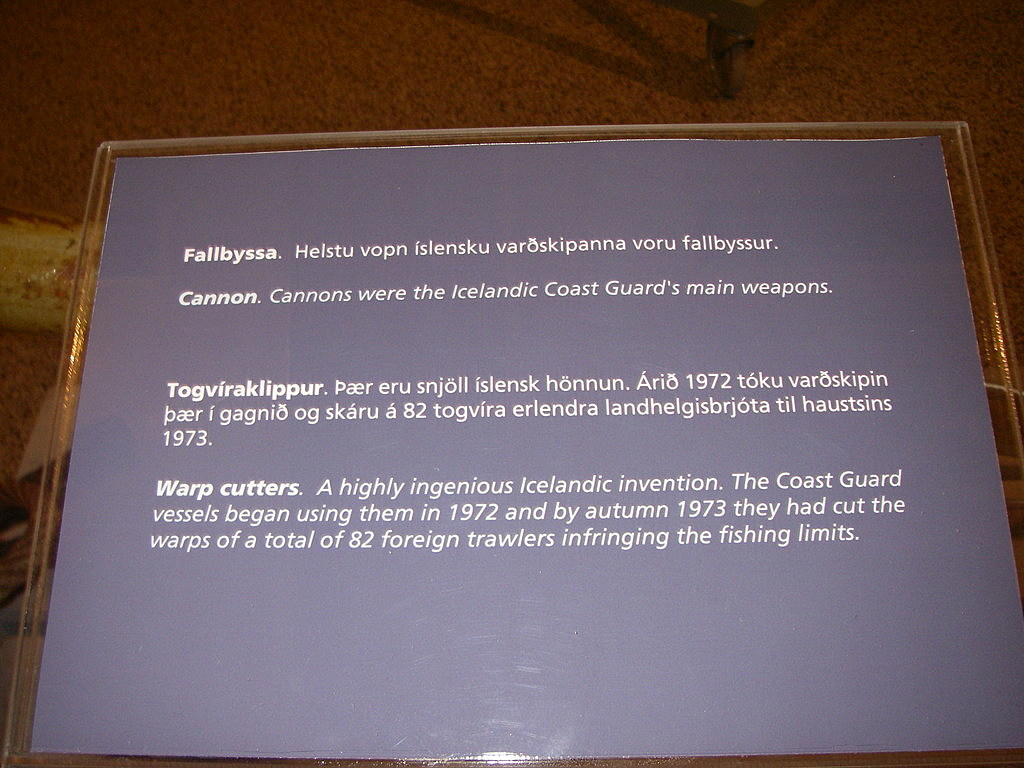 Fallbyssa. Helstu vopn íslensku varðskipanna voru fallbyssur.
Cannon. Cannons were the Icelandic Coast Guard's main weapons.
Togvíraklippur. Þær eru snjöll íslensk hönnun. Árið 1972 tóku varðskipin
þær í gagnið og skáru á 82 togvíra erlendra landhelgisbrjóta til haustsins
1973.
Warp cutters. A highly ingenious Icelandic invention. The Coast Guard
vessels began using them in 1972 and by autumn 1973 they had cut the
warps of a total of 82 foreign trawlers infringing the fishing limits.